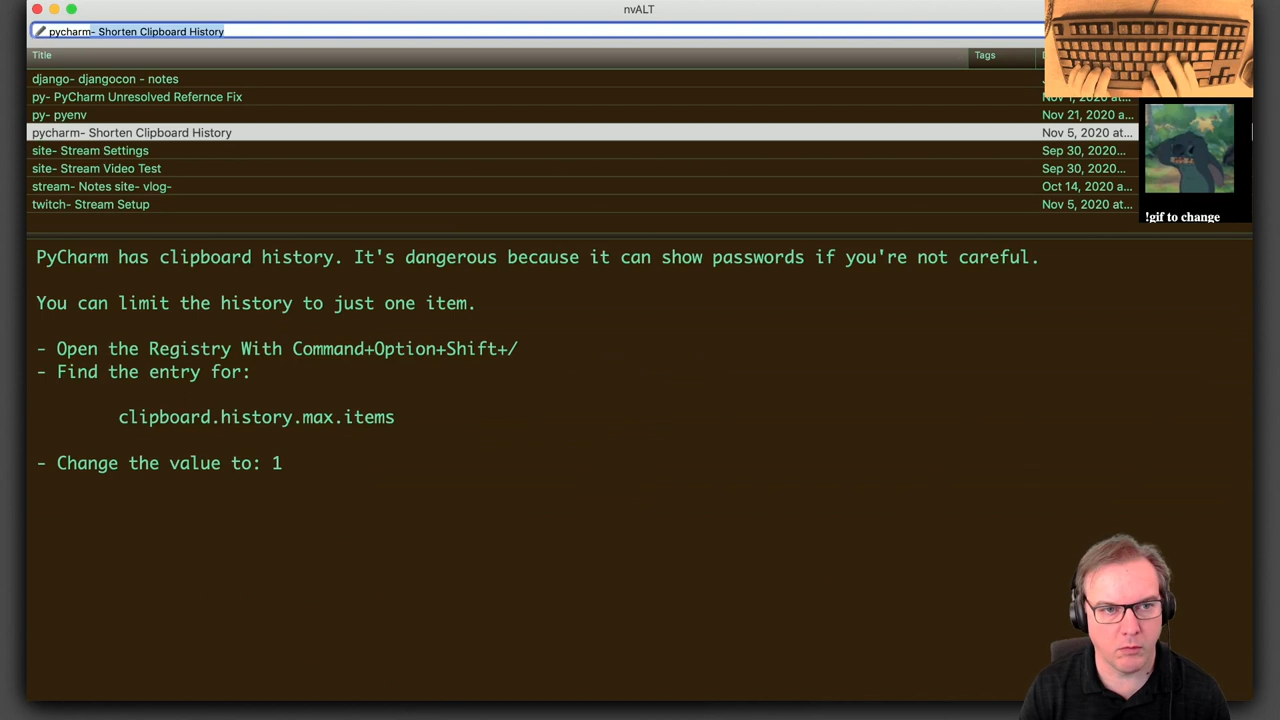 nvALT
pycharm- Shorten Clipboard History
Title
Tags
django- djangocon - notes
py- PyCharm Unresolved Refernce Fix
Nov 1, 2020 a...
py- pyenv
Nov 21, 2020 a...
pycharm- Shorten Clipboard History
Nov 5, 2020 at...
site- Stream Settings
Sep 30, 2020...
site- Stream Video Test
Sep 30, 2020...
stream- Notes site- vlog-
Oct 14, 2020 a...
twitch- Stream Setup
Nov 5, 2020 at...
!gif to change
PyCharm has clipboard history. It's dangerous because it can show passwords if you're not careful.
You can limit the history to just one item.
- Open the Registry With Command+Option+Shift+/
- Find the entry for:
clipboard.history.max.items
- Change the value to: 1